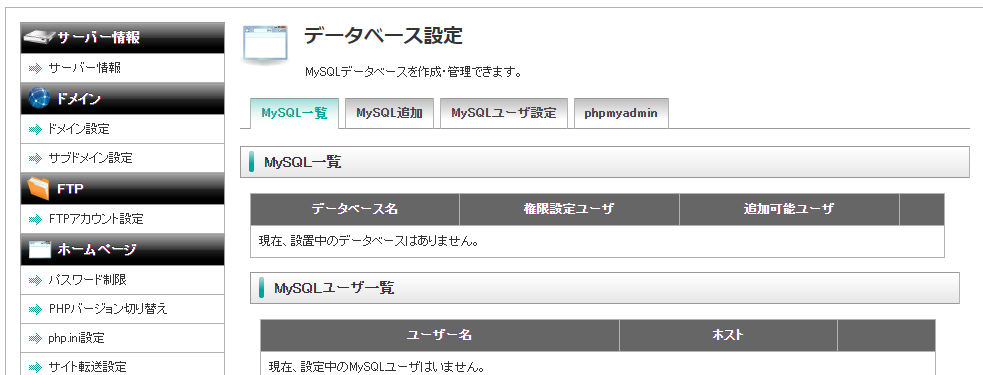 サーバー情報
サーバー情報
ドメイン
ドメイン設定
サブドメイン設定
FTP
FTPアカウント設定
ホームページ
パスワード制限
PHPバージョン切り替え
php.ini設定
サイト転送設定
データベース設定
MySQLデータベースを作成・管理できます。
MySQL一覧 MySQL追加 MySQLユーザ設定 phpmyadmin
MySQL一覧
データベース名 権限設定ユーザ 追加可能ユーザ
現在、設置中のデータベースはありません。
MySQLユーザ一覧
ユーザー名 ホスト
現在、設定中のMySQLユーザはいません。